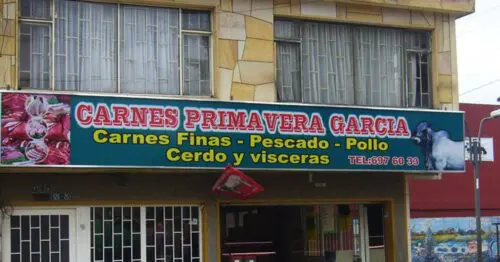 CARNES PRIMAVERA GARCIA
Carnes Finas - Pescado - Pollo
Cerdo y visceras
TEL:697 60 33